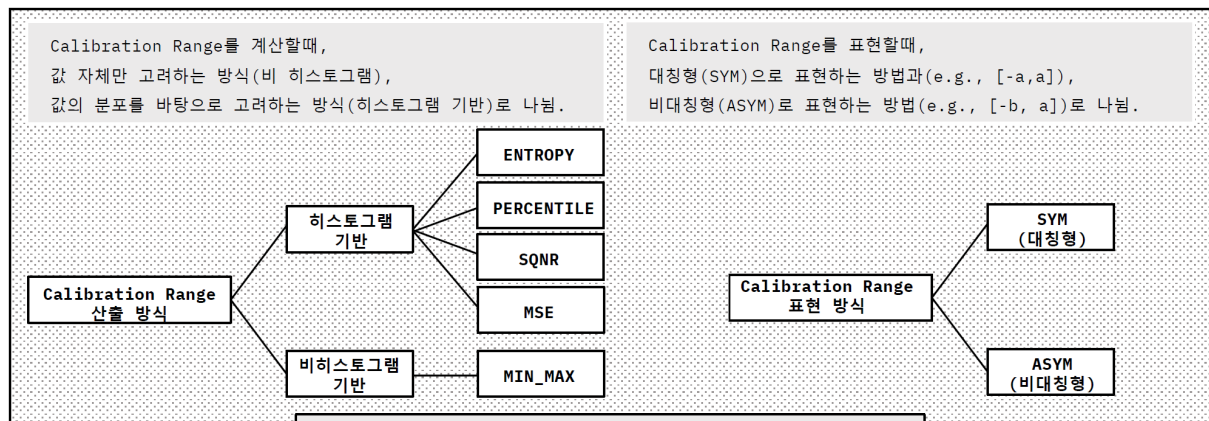 Calibration Range를 계산할때,
값 자체만 고려하는 방식(비 히스토그램),
값의 분포를 바탕으로 고려하는 방식(히스토그램 기반)로 나뉨.
Calibration Range를 표현할때,
대칭형(SYM)으로 표현하는 방법과(e.g., [-a,a]),
비대칭형(ASYM)로 표현하는 방법(e.g., [-b, a])로 나뉨.
ENTROPY
PERCENTILE
SQNR
MSE
히스토그램
기반
Calibration Range
산출 방식
비히스토그램
기반
MIN_MAX
SYM
(대칭형)
Calibration Range
표현 방식
ASYM
(비대칭형)